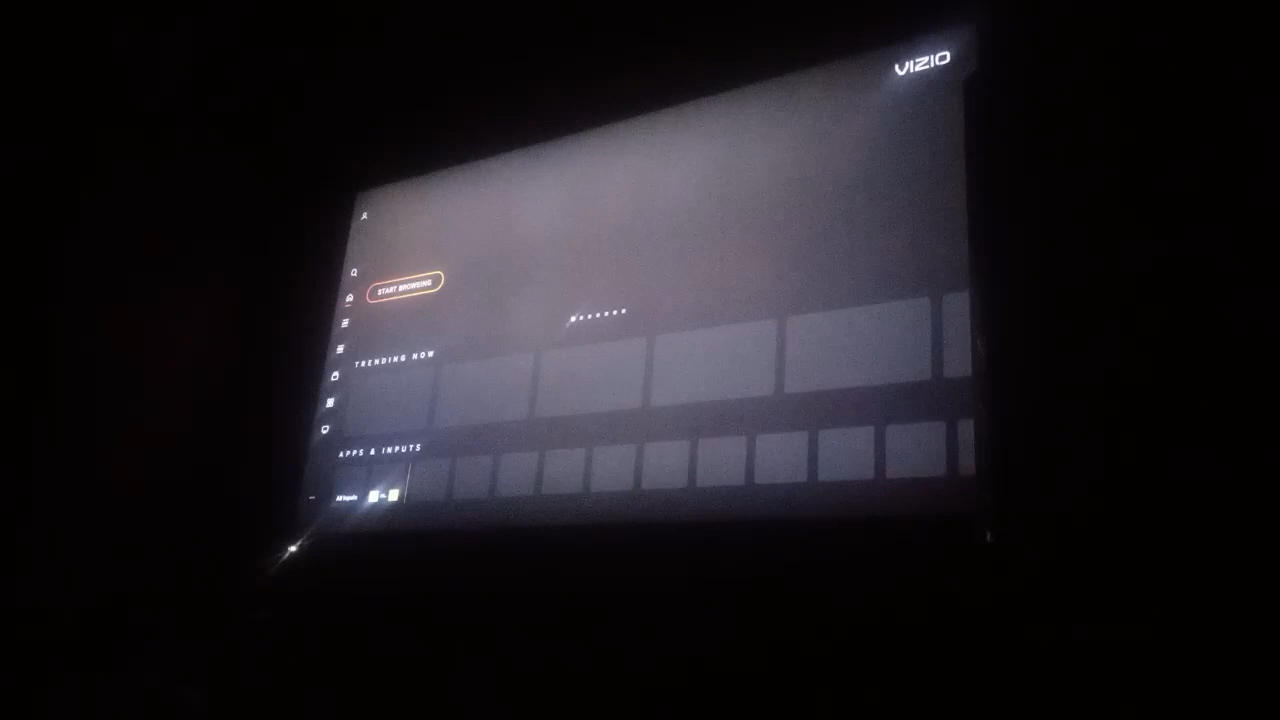 VIZIO
START BROWSING
TRENDING NOW
APPS & INPUTS
All Inputs